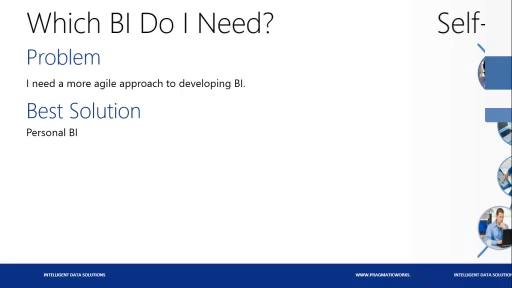 Which BI Do I Need?
Problem
I need a more agile approach to developing BI.
Best Solution
Personal BI
Self-
INTELLIGENT DATA SOLUTIONS
WWW.PRAGMATICWORKS.
INTELLIGENT DATA SOLUTION